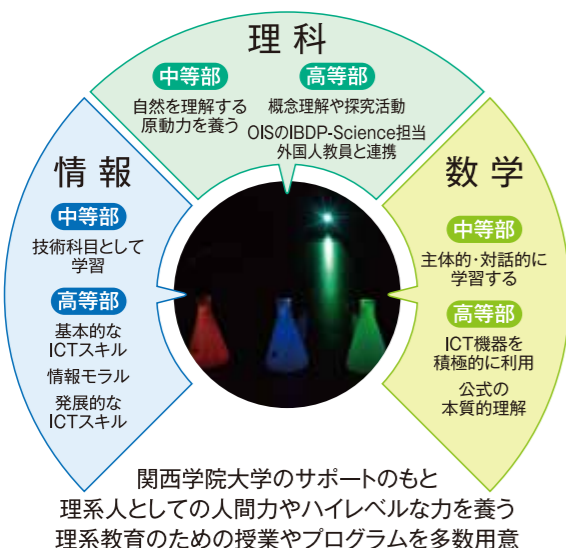 理科
中等部
自然を理解する
原動力を養う
高等部
概念理解や探究活動
OISのIBDP-Science担当
外国人教員と連携
情報
中等部
技術科目として
学習
高等部
基本的な
ICTスキル
情報モラル
発展的な
ICTスキル
数学
中等部
主体的・対話的に
学習する
高等部
ICT機器を
積極的に利用
公式の
本質的理解
関西学院大学のサポートのもと
理系人としての人間力やハイレベルな力を養う
理系教育のための授業やプログラムを多数用意